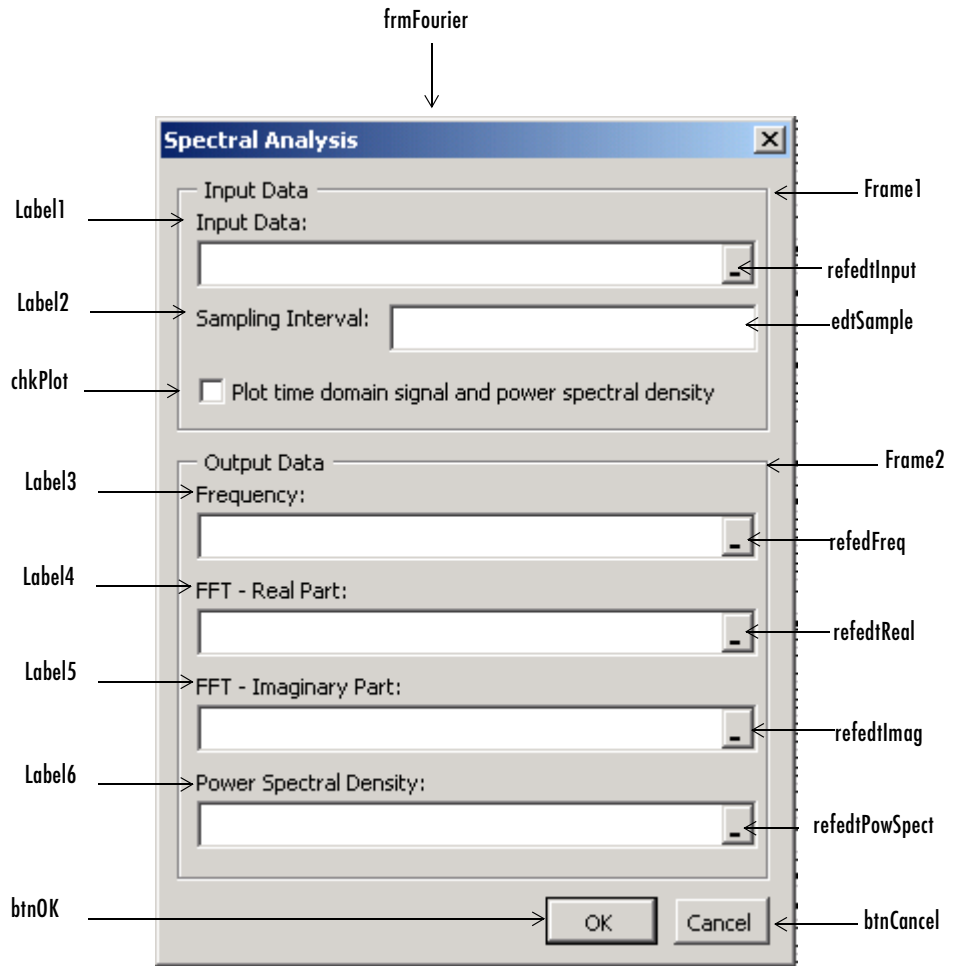 frmFourier
Spectral Analysis
Input Data
Frame1
Label1
Input Data:
refedtInput
Label2
Sampling Interval:
edtSample
chkPlot
Plot time domain signal and power spectral density
Output Data
Frame2
Label3
Frequency:
refedFreq
Label4
FFT - Real Part:
refedtReal
Label5
FFT - Imaginary Part:
refedtImag
Label6
Power Spectral Density:
refedtPowSpect
btnOK
OK
Cancel
btnCancel